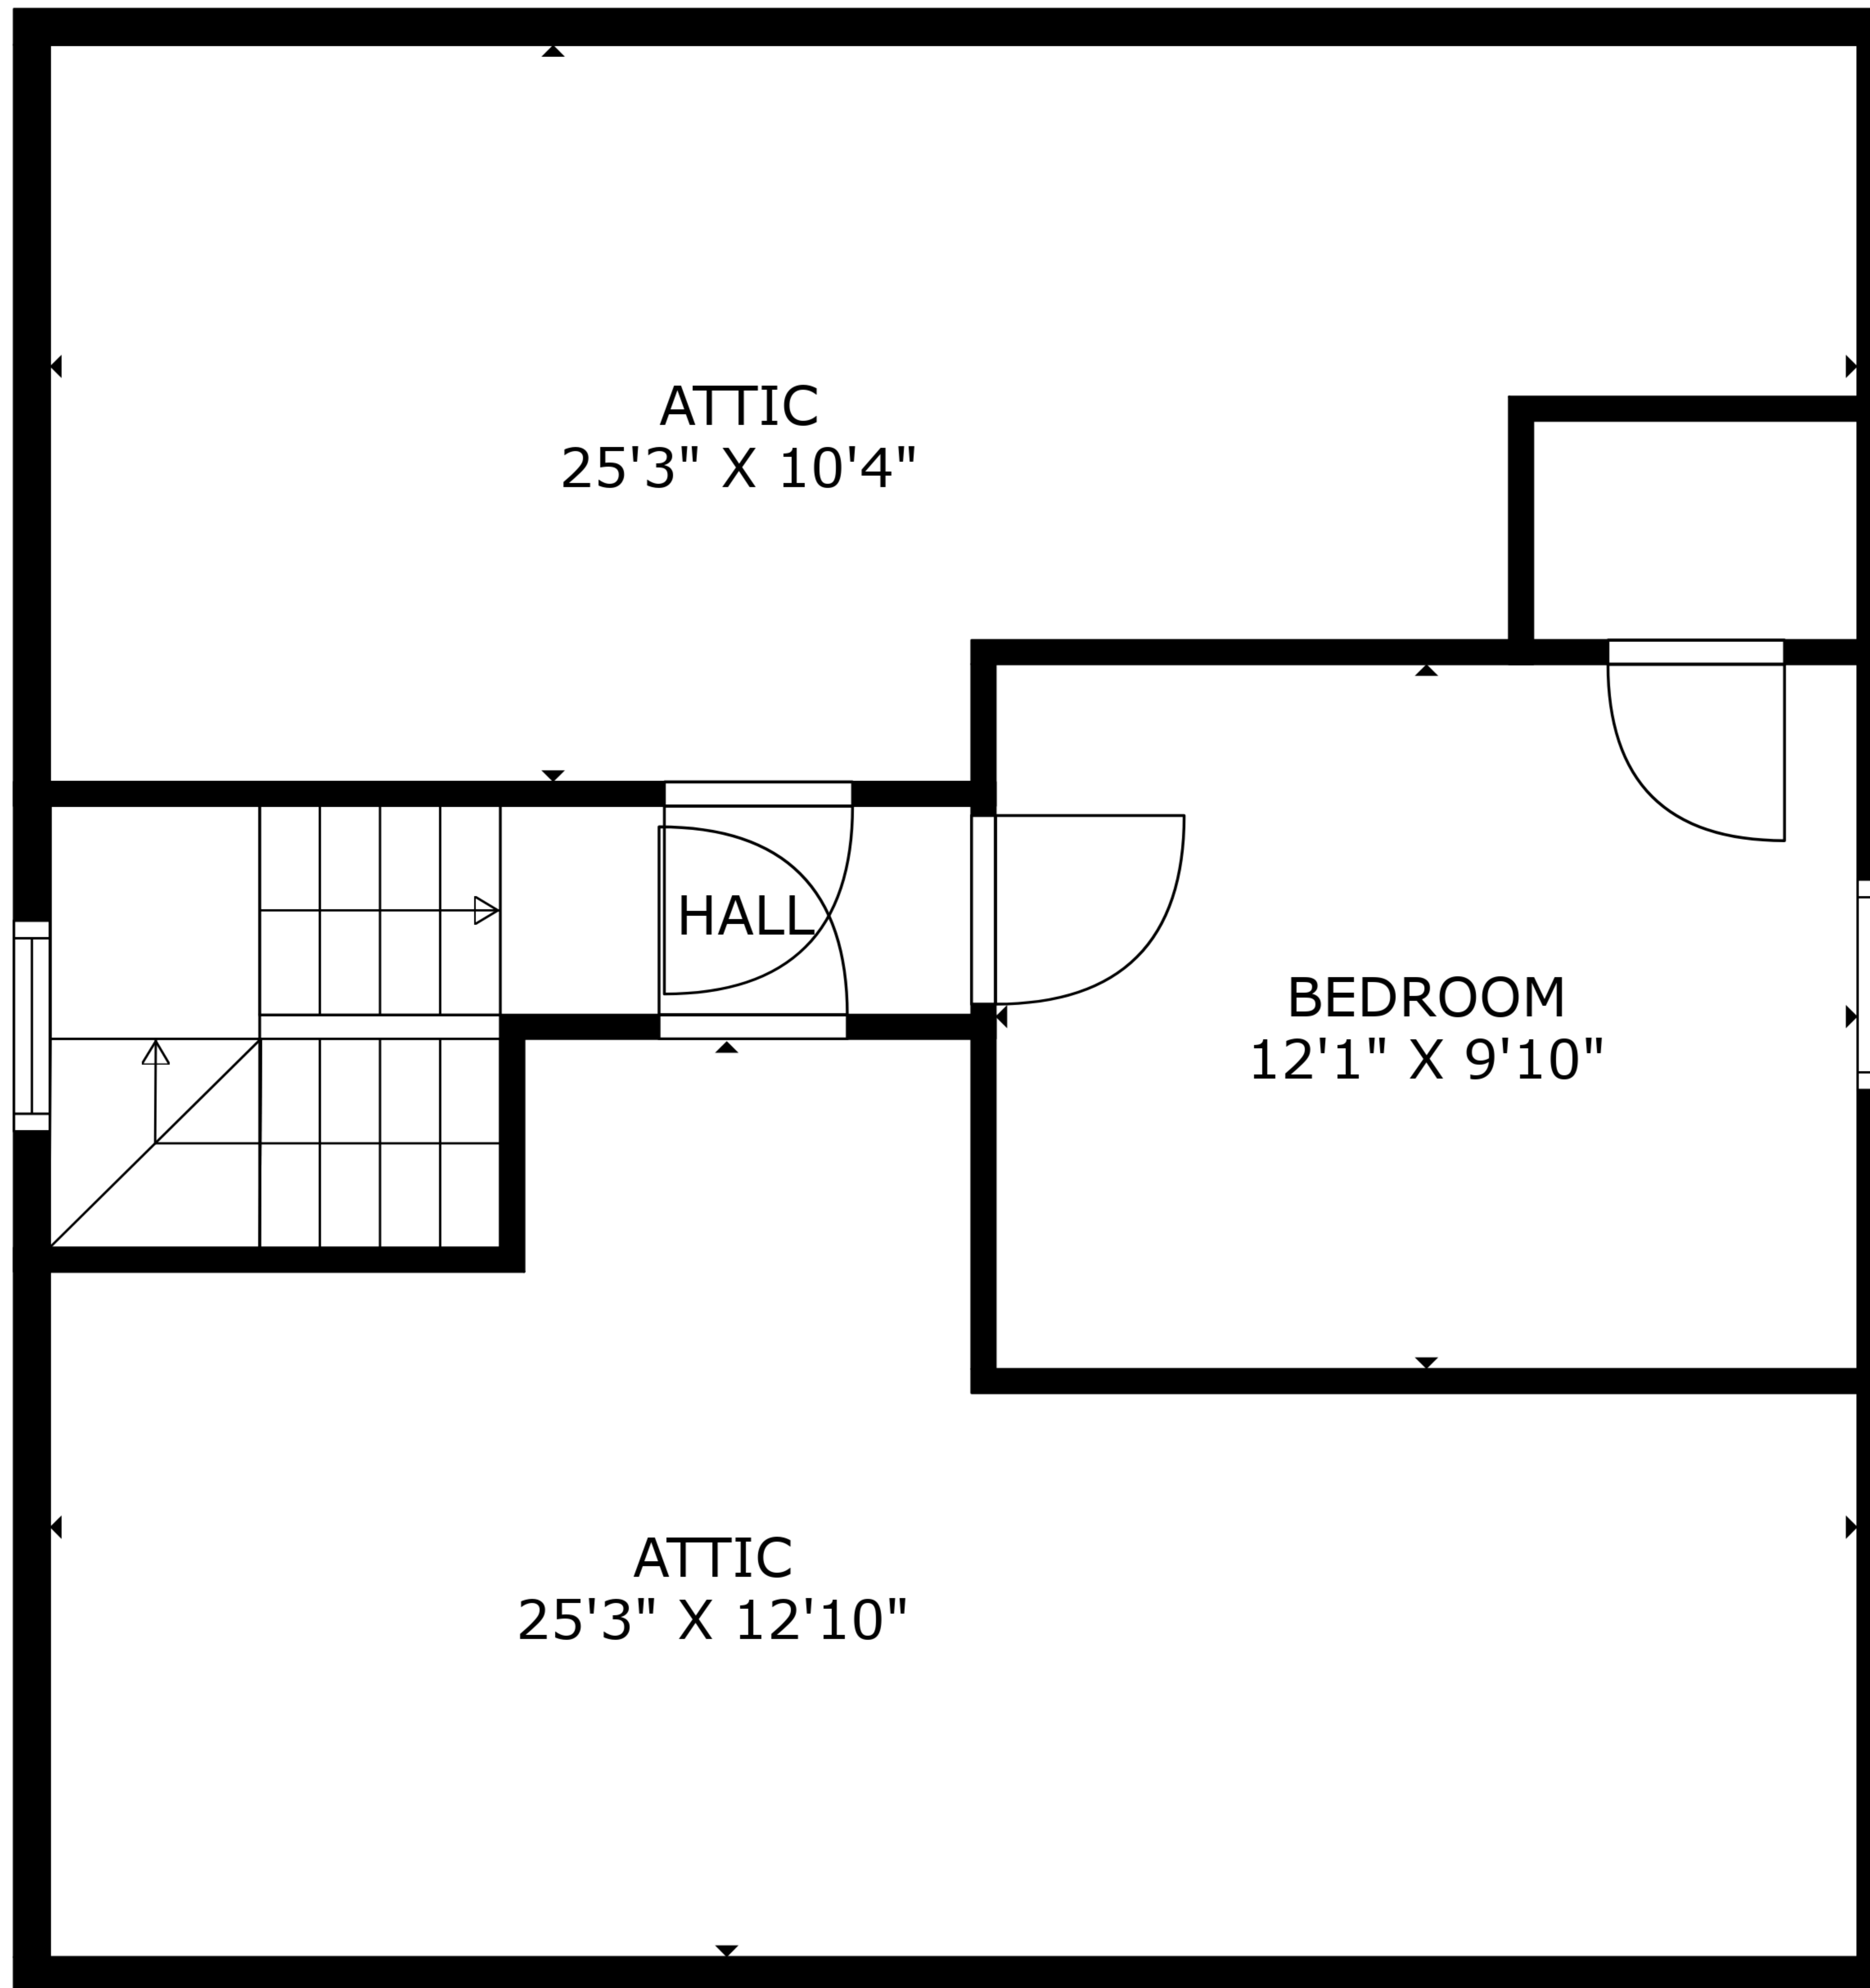 ATTIC
25'3" X 10'4"
HALL
BEDROOM
12'1" X 9'10"
ATTIC
25'3" X 12'10"